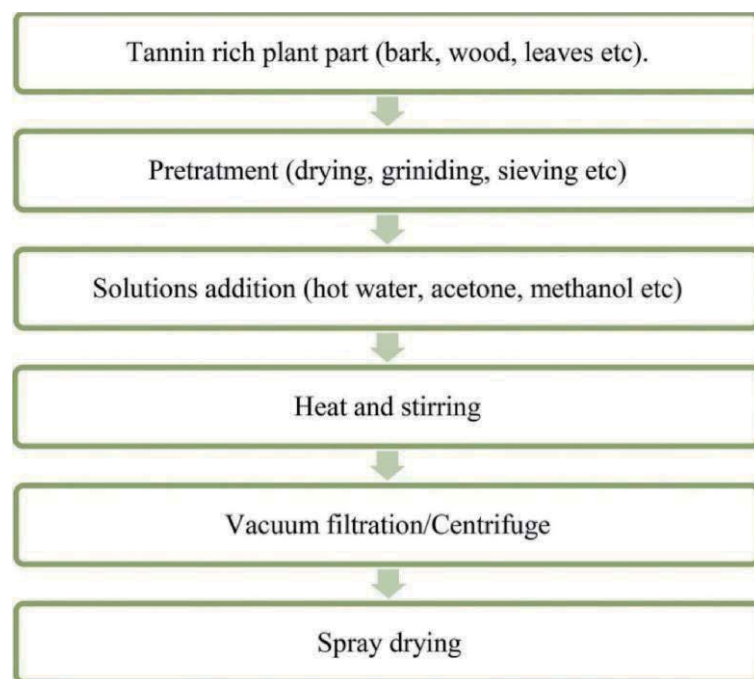 Tannin rich plant part (bark, wood, leaves etc).
Pretratment (drying, griniding, sieving etc)
Solutions addition (hot water, acetone, methanol etc)
Heat and stirring
Vacuum filtration/Centrifuge
Spray drying